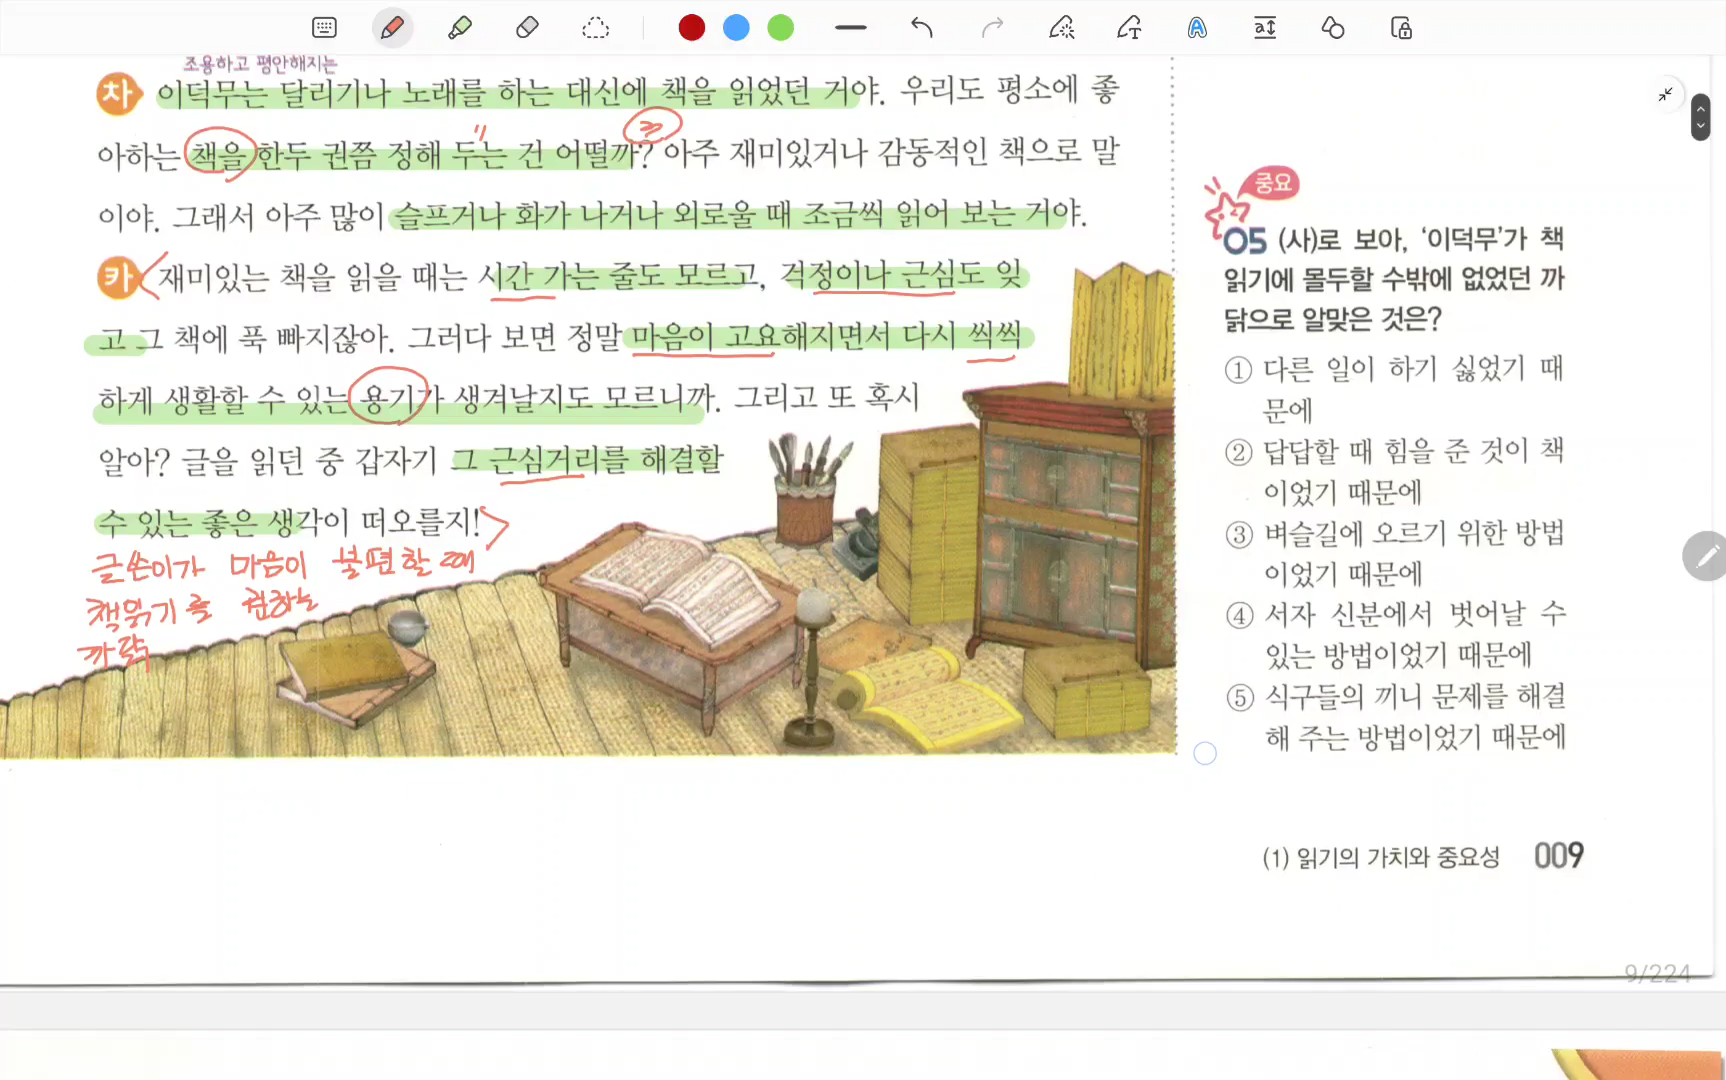 조용하고 평안해지는
차 이덕무는 달리기나 노래를 하는 대신에 책을 읽었던 거야. 우리도 평소에 좋
아하는 책을 한두 권쯤 정해 두는 건 어떨까? 아주 재미있거나 감동적인 책으로 말
이야. 그래서 아주 많이 슬프거나 화가 나거나 외로울 때 조금씩 읽어 보는 거야.
카 재미있는 책을 읽을 때는 시간 가는 줄도 모르고, 걱정이나 근심도 잊
고 그 책에 푹 빠지잖아. 그러다 보면 정말 마음이 고요해지면서 다시 씩씩
하게 생활할 수 있는 용기가 생겨날지도 모르니까. 그리고 또 혹시
알아? 글을 읽던 중 갑자기 그 근심거리를 해결할
수 있는 좋은 생각이 떠오를지!
글쓴이가 마음이 불편할 때
책읽기를 권하는
까닭
중요
05 (사)로 보아, ‘이덕무’가 책
읽기에 몰두할 수밖에 없었던 까
닭으로 알맞은 것은?
① 다른 일이 하기 싫었기 때
문에
② 답답할 때 힘을 준 것이 책
이었기 때문에
③ 벼슬길에 오르기 위한 방법
이었기 때문에
④ 서자 신분에서 벗어날 수
있는 방법이었기 때문에
⑤ 식구들의 끼니 문제를 해결
해 주는 방법이었기 때문에
(1) 읽기의 가치와 중요성 009
9/224